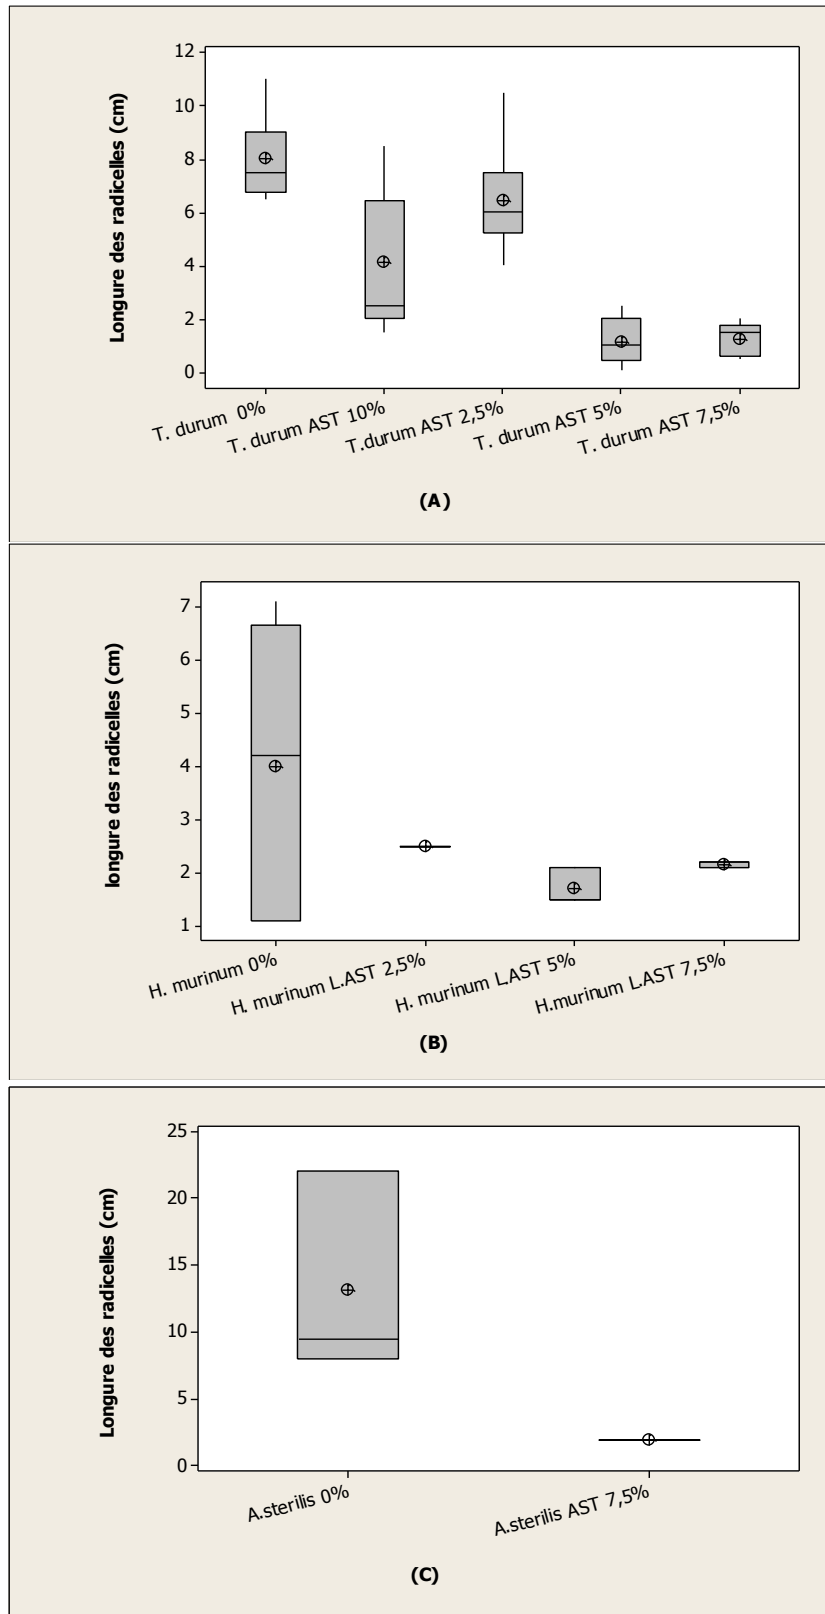 12
10
8
6
4
2
0
Longure des radicelles (cm)
T. durum 0%
T. durum AST 10%
T.durum AST 2,5%
T. durum AST 5%
T. durum AST 7,5%
(A)
7
6
5
4
3
2
1
longure des radicelles (cm)
H. murinum 0%
H. murinum L.AST 2,5%
H. murinum L.AST 5%
H.murinum L.AST 7,5%
(B)
25
20
15
10
5
0
Longure des radicelles (cm)
A.sterilis 0%
A.sterilis AST 7,5%
(C)